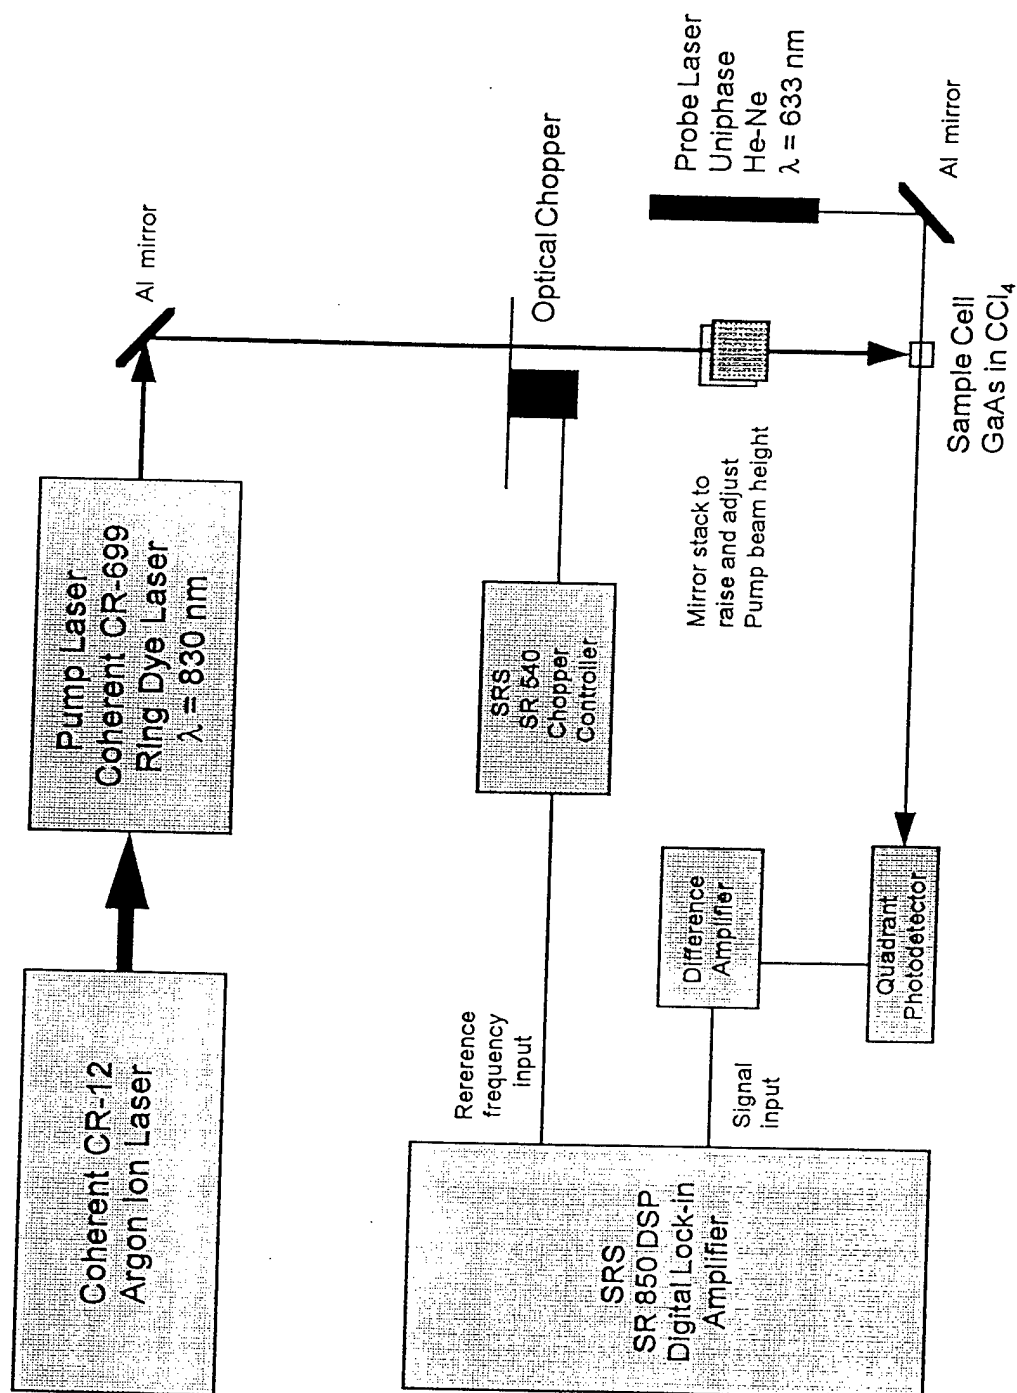 Coherent CR-12
Argon Ion Laser
Pump Laser
Coherent CR-699
Ring Dye Laser
λ = 830 nm
Al mirror
Optical Chopper
Probe Laser
Uniphase
He-Ne
λ = 633 nm
Al mirror
SRS
SR 540
Chopper
Controller
Mirror stack to
raise and adjust
Pump beam height
Sample Cell
GaAs in CCl₄
Rererence
frequency
input
Difference
Amplifier
Quadrant
Photodetector
Signal
input
SRS
SR 850 DSP
Digital Lock-in
Amplifier